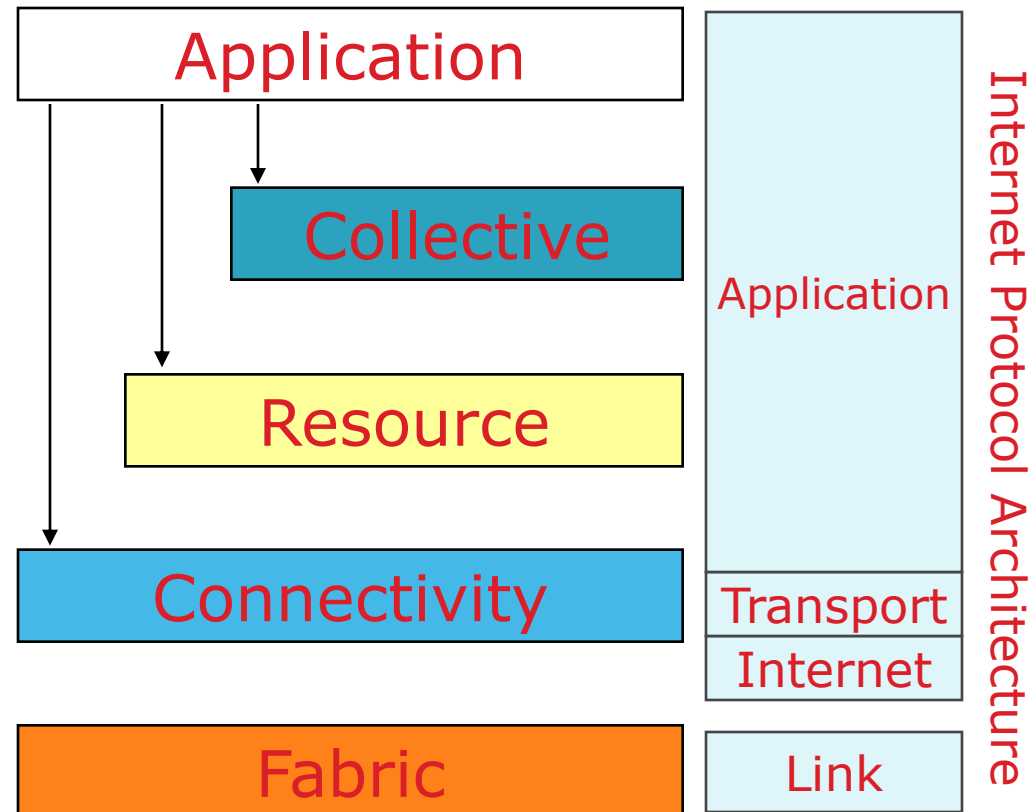 Application
Collective
Resource
Connectivity
Fabric
Application
Transport
Internet
Link
Internet Protocol Architecture